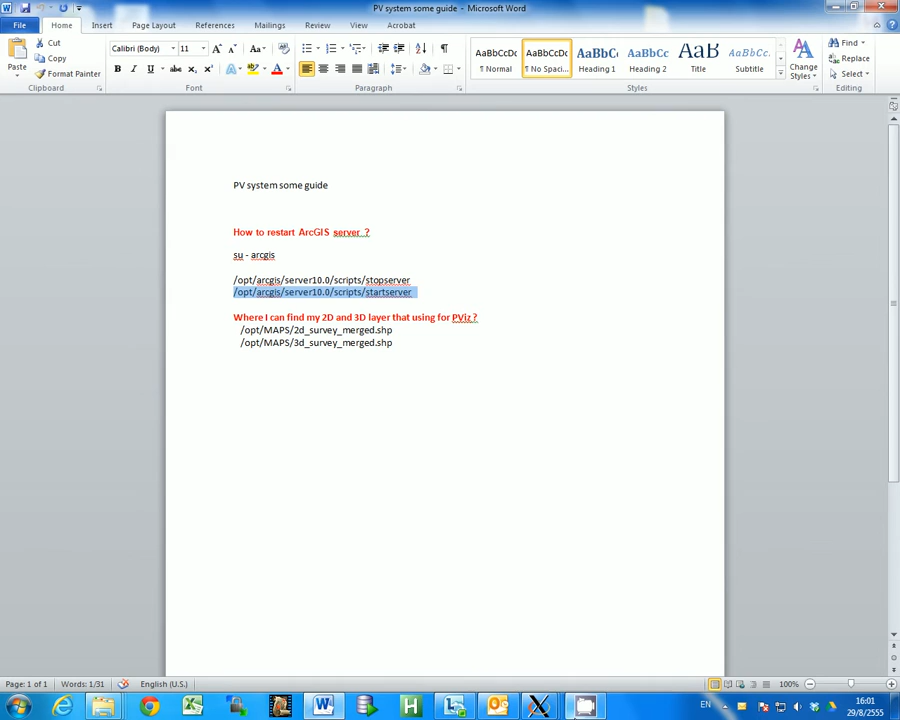 PV system some guide - Microsoft Word
File Home Insert Page Layout References Mailings Review View Acrobat
Paste Cut Copy Format Painter
Calibri (Body) 11
AaBbCcDc ¶ Normal
AaBbCcDc ¶ No Spaci...
AaBbC Heading 1
AaBbCc Heading 2
AaB Title
AaBbCc. Subtitle
Change Styles
Find Replace Select
Clipboard Font Paragraph Styles Editing
PV system some guide
How to restart ArcGIS server ?
su - arcgis
/opt/arcgis/server10.0/scripts/stopserver
/opt/arcgis/server10.0/scripts/startserver
Where I can find my 2D and 3D layer that using for PViz ?
/opt/MAPS/2d_survey_merged.shp
/opt/MAPS/3d_survey_merged.shp
Page: 1 of 1 Words: 1/31 English (U.S.) 100%
EN 16:01
29/8/2555